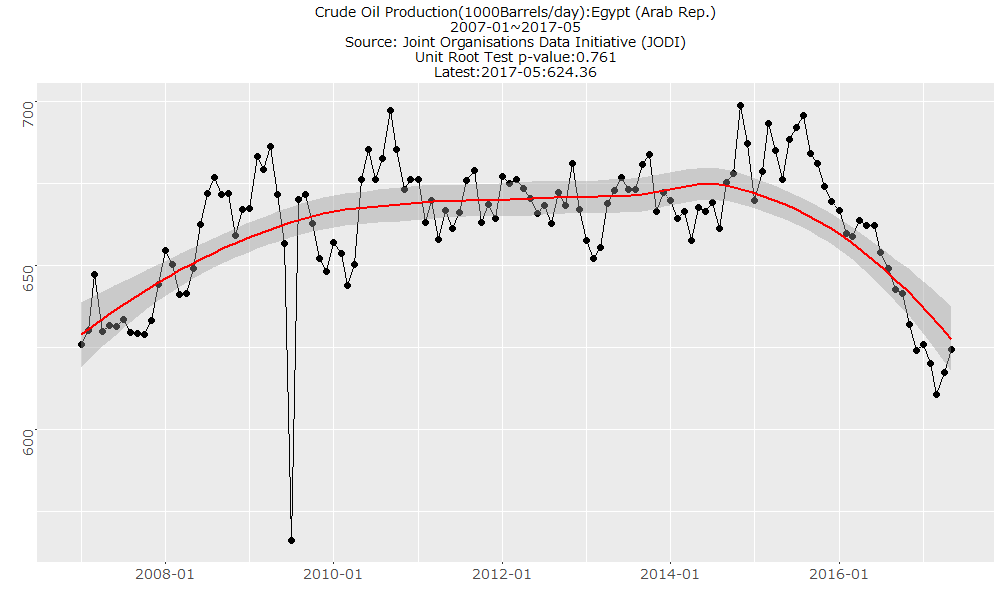 Crude Oil Production(1000Barrels/day):Egypt (Arab Rep.)
2007-01~2017-05
Source: Joint Organisations Data Initiative (JODI)
Unit Root Test p-value:0.761
Latest:2017-05:624.36
700
650
600
2008-01
2010-01
2012-01
2014-01
2016-01